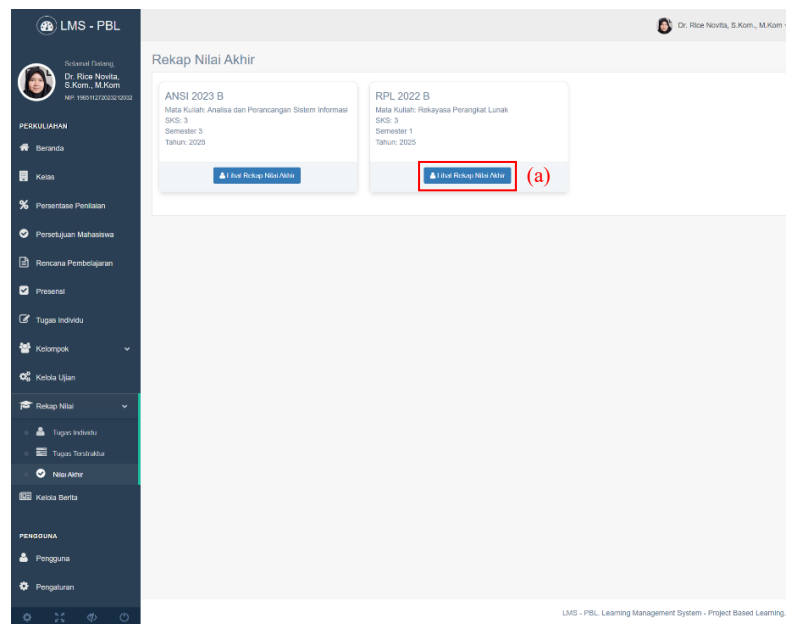 LMS - PBL
Dr. Rice Novita, S.Kom., M.Kom
Selamat Datang,
Dr. Rice Novita,
S.Kom., M.Kom
PERKULIAHAN
Beranda
Kelas
Persentase Penilaian
Persetujuan Mahasiswa
Rencana Pembelajaran
Presensi
Tugas Individu
Kelompok
Kelola Ujian
Rekap Nilai
Tugas Individu
Tugas Terstruktur
Nilai Akhir
Kelola Berita
PENGGUNA
Pengguna
Pengaturan
Rekap Nilai Akhir
ANSI 2023 B
Mata Kuliah: Analisa dan Perancangan Sistem Informasi
SKS: 3
Semester 3
Tahun: 2025
Lihat Rekap Nilai Akhir
RPL 2022 B
Mata Kuliah: Rekayasa Perangkat Lunak
SKS: 3
Semester 1
Tahun: 2025
Lihat Rekap Nilai Akhir
(a)
LMS - PBL. Learning Management System - Project Based Learning.